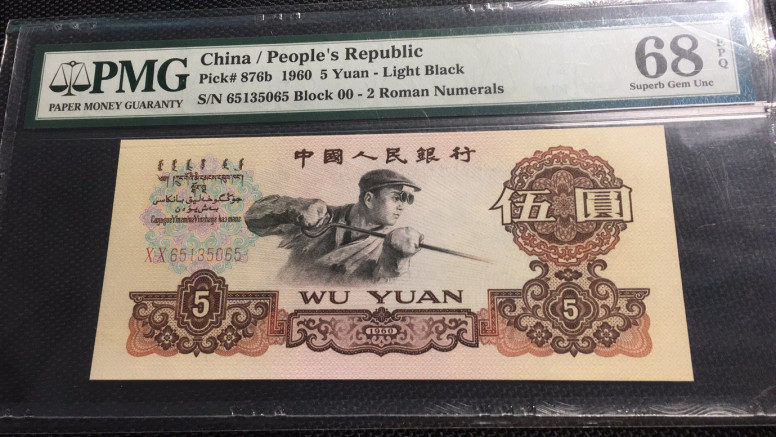 PMG
PAPER MONEY GUARANTY
China / People's Republic
Pick# 876b 1960 5 Yuan - Light Black
S/N 65135065 Block 00 - 2 Roman Numerals
68 EPQ
Superb Gem Unc
中國人民銀行
伍圓
X X 65135065
5
WU YUAN
5
1960